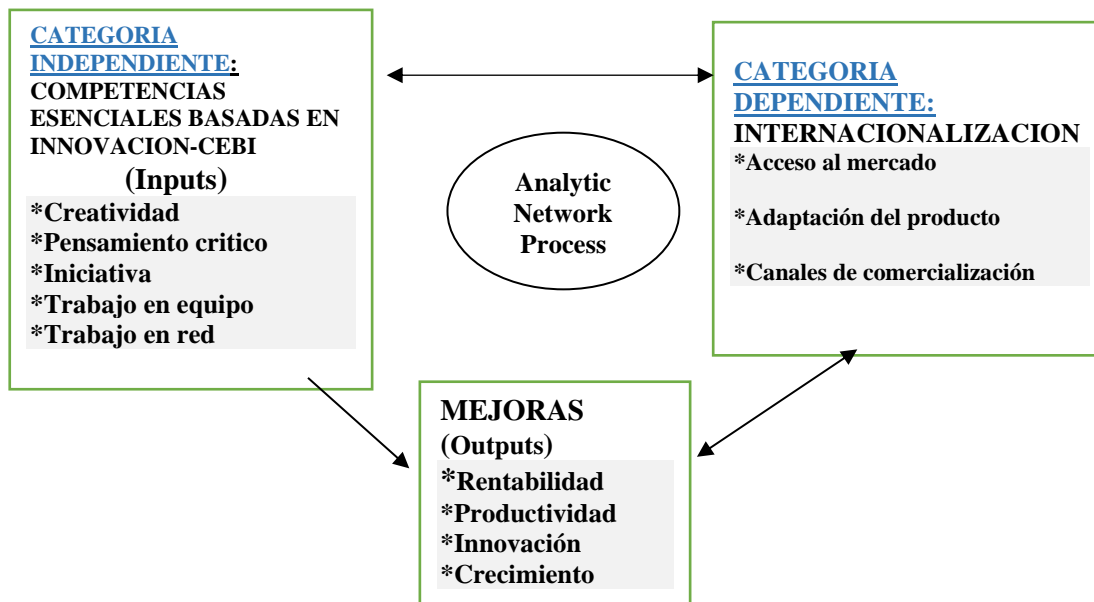 CATEGORIA
INDEPENDIENTE:
COMPETENCIAS
ESENCIALES BASADAS EN
INNOVACION-CEBI
(Inputs)
*Creatividad
*Pensamiento critico
*Iniciativa
*Trabajo en equipo
*Trabajo en red
Analytic
Network
Process
CATEGORIA
DEPENDIENTE:
INTERNACIONALIZACION
*Acceso al mercado
*Adaptación del producto
*Canales de comercialización
MEJORAS
(Outputs)
*Rentabilidad
*Productividad
*Innovación
*Crecimiento